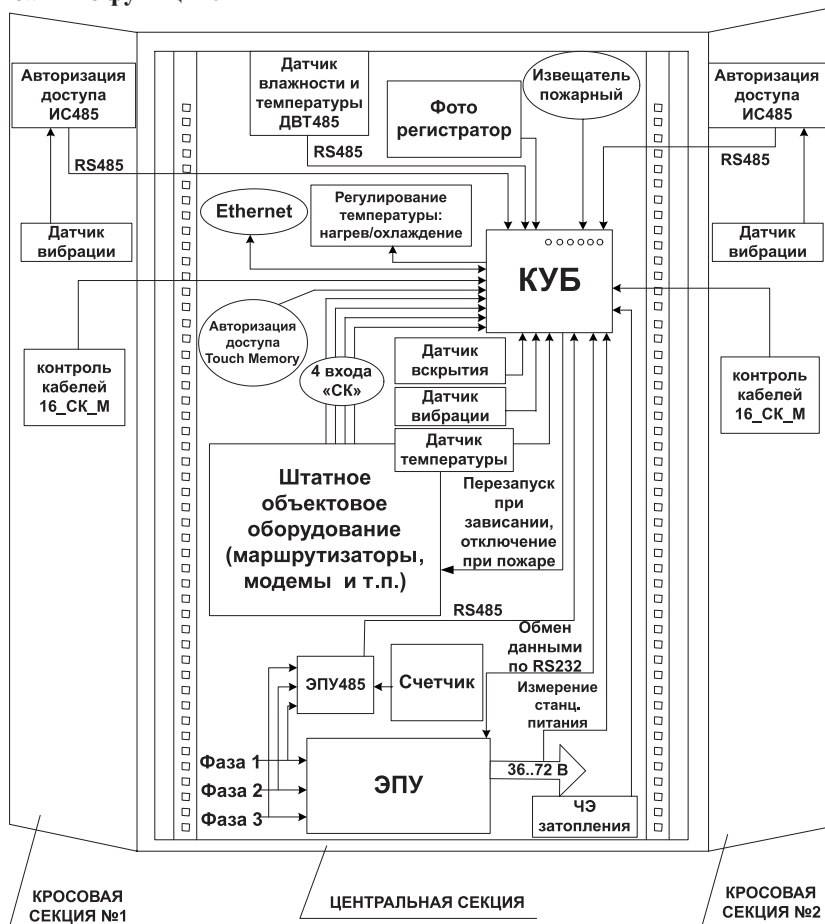 Авторизация
доступа
ИС485
Датчик
влажности и
температуры
ДВТ485
Фото
регистратор
Извещатель
пожарный
Авторизация
доступа
ИС485
RS485
RS485
RS485
Датчик
вибрации
Ethernet
Регулирование
температуры:
нагрев/охлаждение
Датчик
вибрации
КУБ
Авторизация
доступа
Touch Memory
контроль
кабелей
16_СК_М
4 входа
«СК»
Датчик
вскрытия
Датчик
вибрации
Датчик
температуры
контроль
кабелей
16_СК_М
Штатное
объектовое
оборудование
(маршрутизаторы,
модемы и т.п.)
Перезапуск
при
зависании,
отключение
при пожаре
RS485
Обмен
данными
по RS232
ЭПУ485
Счетчик
Измерение
станц.
питания
Фаза 1
Фаза 2
Фаза 3
ЭПУ
36..72 В
ЧЭ
затопления
КРОСОВАЯ
СЕКЦИЯ №1
ЦЕНТРАЛЬНАЯ СЕКЦИЯ
КРОСОВАЯ
СЕКЦИЯ №2